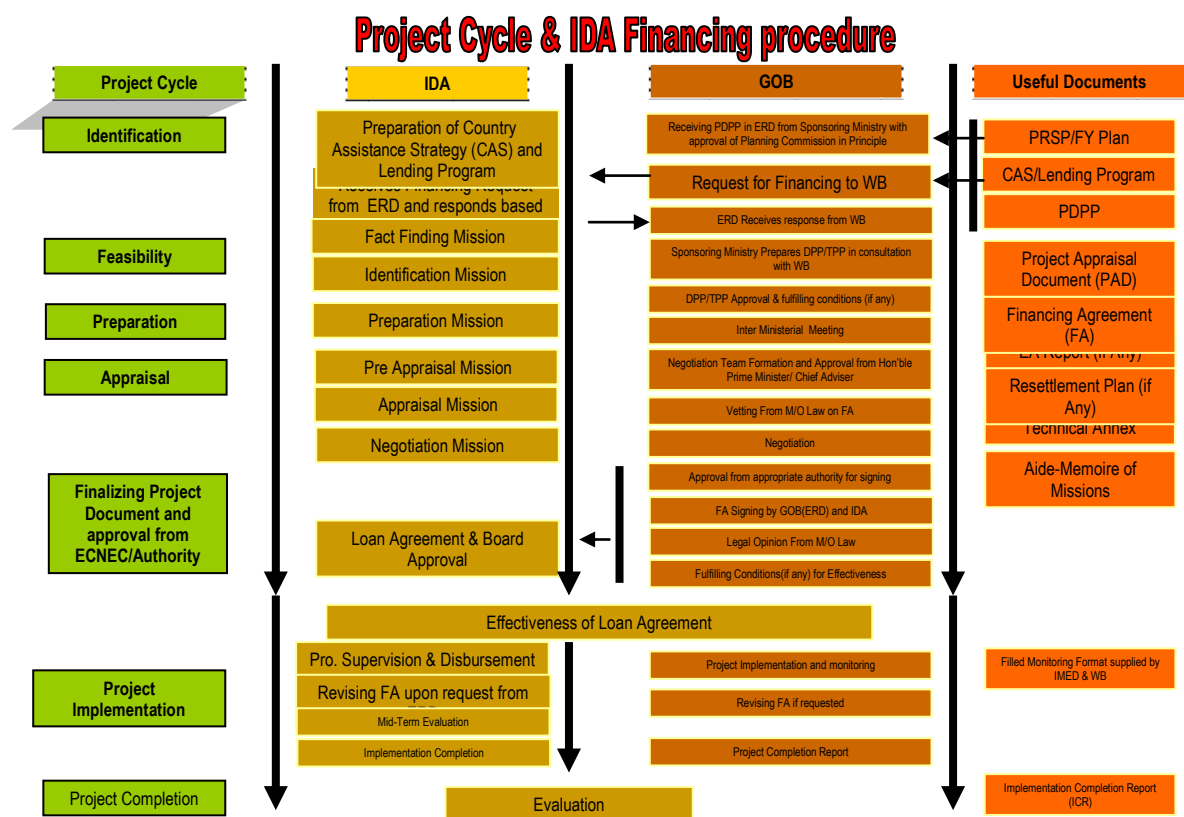 Project Cycle & IDA Financing procedure
Project Cycle
IDA
GOB
Useful Documents
Identification
Feasibility
Preparation
Appraisal
Finalizing Project
Document and
approval from
ECNEC/Authority
Project
Implementation
Project Completion
Preparation of Country
Assistance Strategy (CAS) and
Lending Program
Receives Financing Request
from ERD and responds based
Fact Finding Mission
Identification Mission
Preparation Mission
Pre Appraisal Mission
Appraisal Mission
Negotiation Mission
Loan Agreement & Board
Approval
Effectiveness of Loan Agreement
Pro. Supervision & Disbursement
Revising FA upon request from
Mid-Term Evaluation
Implementation Completion
Evaluation
Receiving PDPP in ERD from Sponsoring Ministry with
approval of Planning Commission in Principle
Request for Financing to WB
ERD Receives response from WB
Sponsoring Ministry Prepares DPP/TPP in consultation
with WB
DPP/TPP Approval & fulfilling conditions (if any)
Inter Ministerial Meeting
Negotiation Team Formation and Approval from Hon'ble
Prime Minister/ Chief Adviser
Vetting From M/O Law on FA
Negotiation
Approval from appropriate authority for signing
FA Signing by GOB(ERD) and IDA
Legal Opinion From M/O Law
Fulfilling Conditions(if any) for Effectiveness
Project Implementation and monitoring
Revising FA if requested
Project Completion Report
PRSP/FY Plan
CAS/Lending Program
PDPP
Project Appraisal
Document (PAD)
Financing Agreement
(FA)
EA Report (if Any)
Resettlement Plan (if
Any)
Technical Annex
Aide-Memoire of
Missions
Filled Monitoring Format supplied by
IMED & WB
Implementation Completion Report
(ICR)